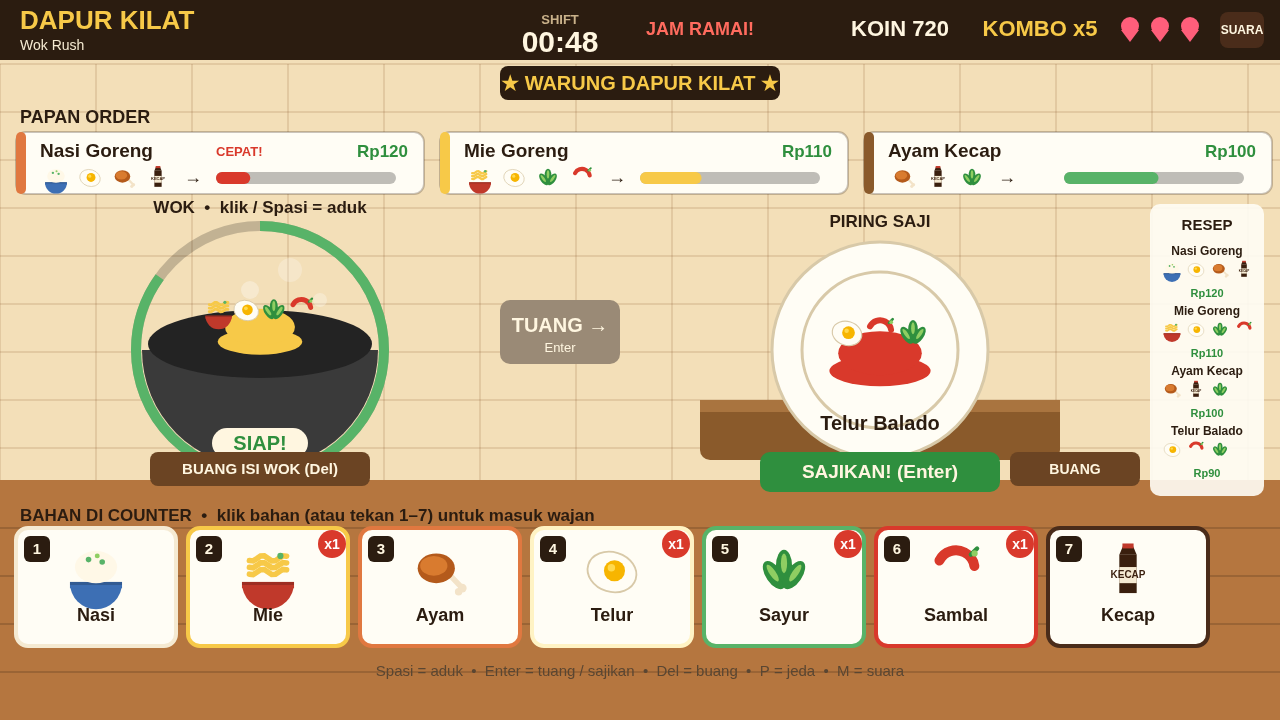 DAPUR KILAT
Wok Rush
SHIFT
00:48
JAM RAMAI!
KOIN 720
KOMBO x5
SUARA
★ WARUNG DAPUR KILAT ★
PAPAN ORDER
Nasi Goreng
CEPAT!
Rp120
KECAP
→
Mie Goreng
Rp110
→
Ayam Kecap
Rp100
KECAP
→
WOK • klik / Spasi = aduk
SIAP!
BUANG ISI WOK (Del)
TUANG →
Enter
PIRING SAJI
Telur Balado
SAJIKAN! (Enter)
BUANG
RESEP
Nasi Goreng
KECAP
Rp120
Mie Goreng
Rp110
Ayam Kecap
KECAP
Rp100
Telur Balado
Rp90
BAHAN DI COUNTER • klik bahan (atau tekan 1–7) untuk masuk wajan
1
Nasi
2
x1
Mie
3
Ayam
4
x1
Telur
5
x1
Sayur
6
x1
Sambal
7
KECAP
Kecap
Spasi = aduk • Enter = tuang / sajikan • Del = buang • P = jeda • M = suara